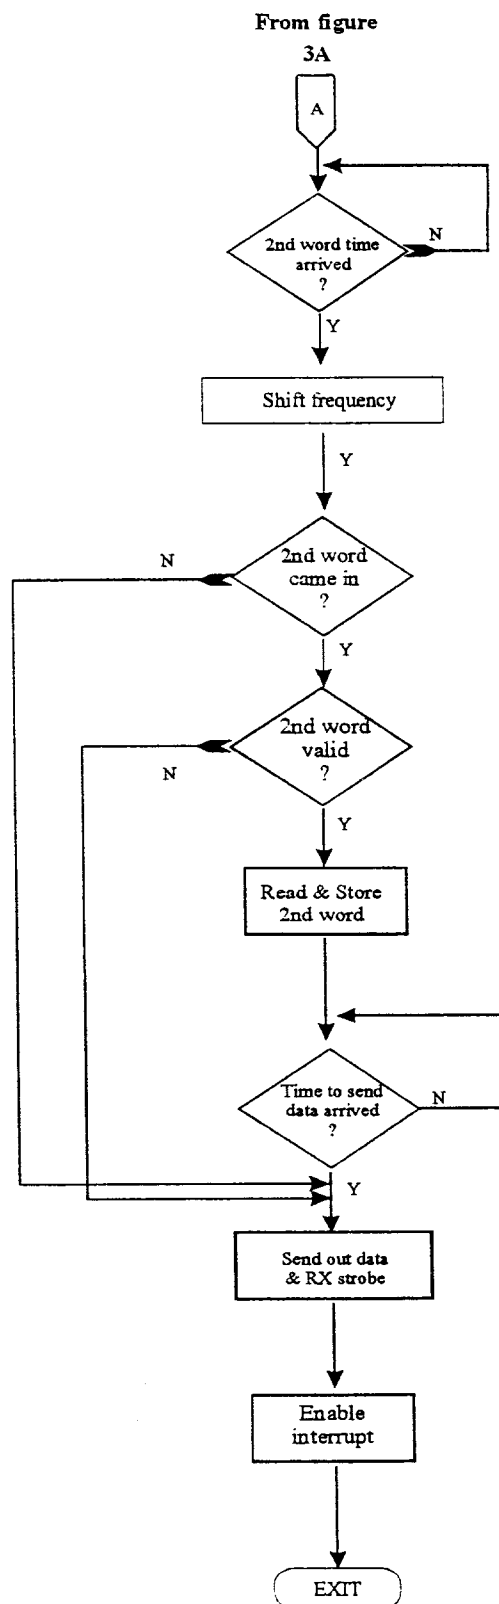 From figure
3A
A
2nd word time
arrived
?
N
Y
Shift frequency
Y
2nd word
came in
?
N
Y
2nd word
valid
?
N
Y
Read & Store
2nd word
Time to send
data arrived
?
N
Y
Send out data
& RX strobe
Enable
interrupt
EXIT